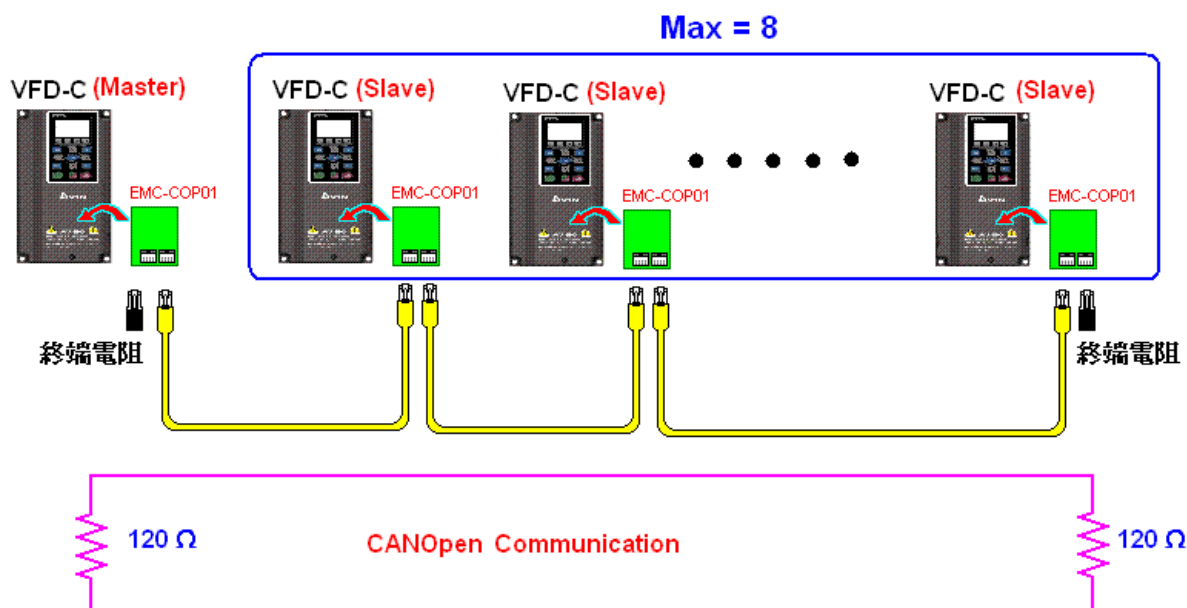 Max = 8
VFD-C (Master)
VFD-C (Slave)
VFD-C (Slave)
VFD-C (Slave)
EMC-COP01
EMC-COP01
EMC-COP01
EMC-COP01
終端電阻
終端電阻
120 Ω
CANOpen Communication
120 Ω